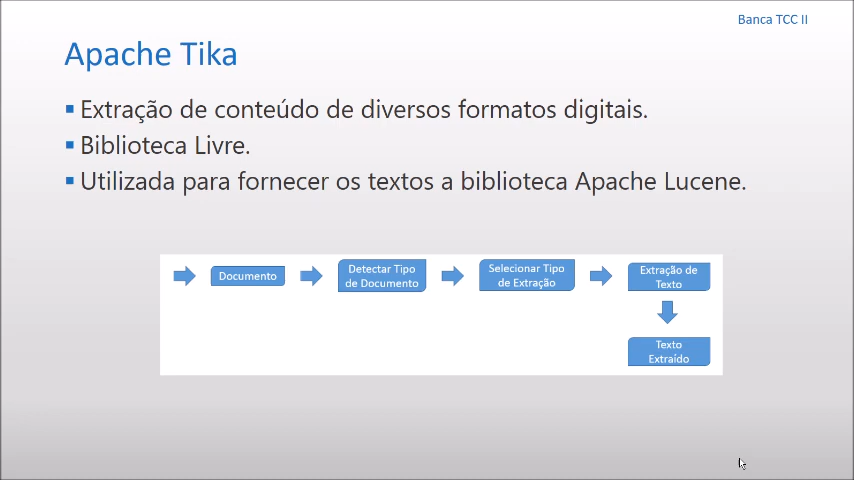 Banca TCC II
Apache Tika
Extração de conteúdo de diversos formatos digitais.
Biblioteca Livre.
Utilizada para fornecer os textos a biblioteca Apache Lucene.
Documento
Detectar Tipo
de Documento
Selecionar Tipo
de Extração
Extração de
Texto
Texto
Extraído